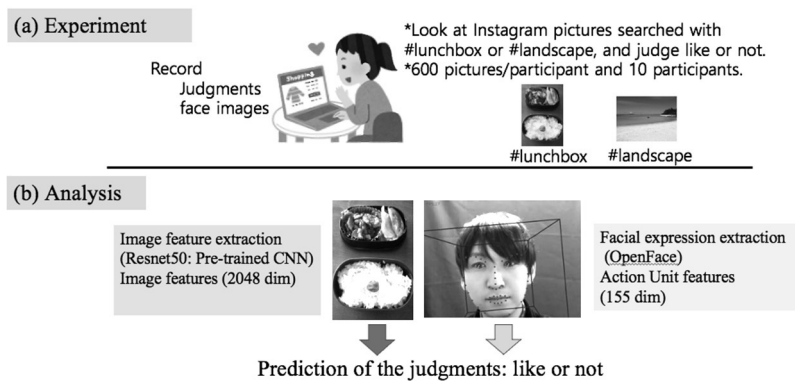 (a) Experiment
*Look at Instagram pictures searched with
#lunchbox or #landscape, and judge like or not.
*600 pictures/participant and 10 participants.
Record
Judgments
face images
Shopping
#lunchbox
#landscape
(b) Analysis
Image feature extraction
(Resnet50: Pre-trained CNN)
Image features (2048 dim)
Facial expression extraction
(OpenFace)
Action Unit features
(155 dim)
Prediction of the judgments: like or not